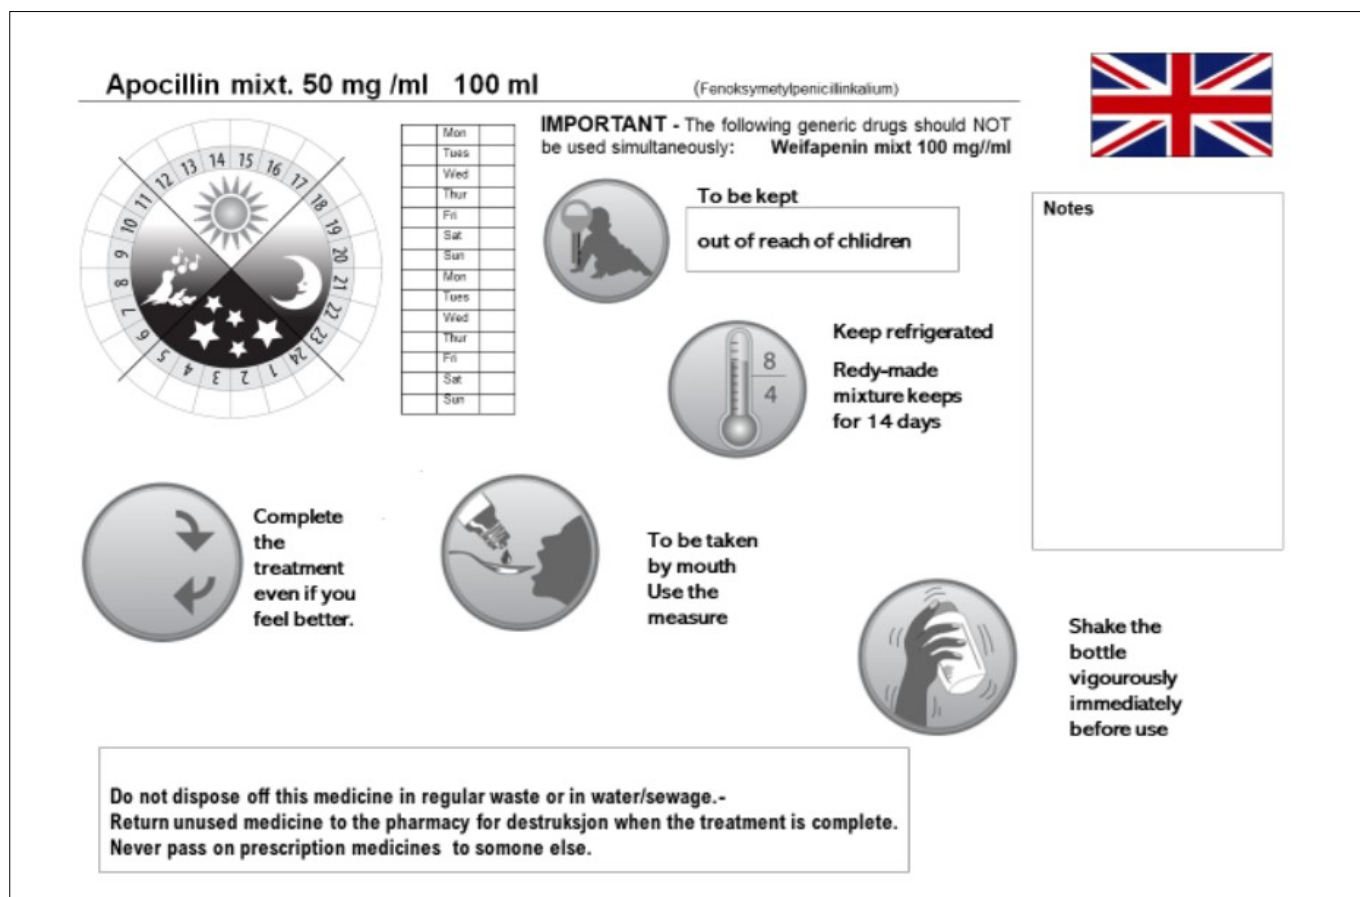 Apocillin mixt. 50 mg /ml 100 ml
(Fenoksymetylpenicillinkalium)
IMPORTANT - The following generic drugs should NOT
be used simultaneously: Weifapenin mixt 100 mg//ml
1
2
3
4
5
6
7
8
9
10
11
12
13
14
15
16
17
18
19
20
21
22
23
24
Mon
Tues
Wed
Thur
Fri
Sat
Sun
Mon
Tues
Wed
Thur
Fri
Sat
Sun
To be kept
out of reach of chlidren
Notes
8
4
Keep refrigerated
Redy-made
mixture keeps
for 14 days
Complete
the
treatment
even if you
feel better.
To be taken
by mouth
Use the
measure
Shake the
bottle
vigourously
immediately
before use
Do not dispose off this medicine in regular waste or in water/sewage.-
Return unused medicine to the pharmacy for destruksjon when the treatment is complete.
Never pass on prescription medicines to somone else.